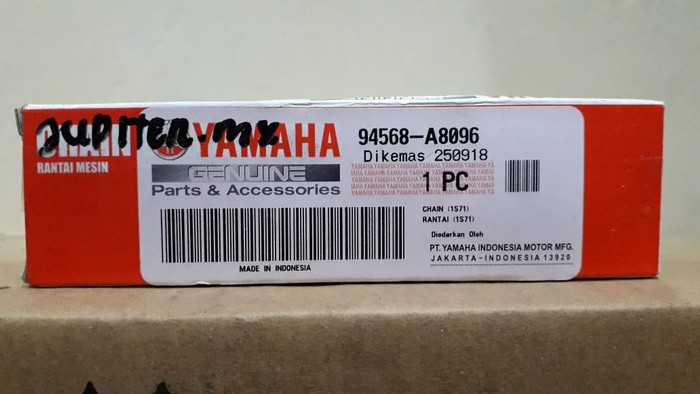 JUPITER-MX
CHAIN
RANTAI MESIN
YAMAHA
GENUINE
Parts & Accessories
94568-A8096
Dikemas 250918
1 PC
CHAIN (1S71)
RANTAI (1S71)
Diedarkan Oleh
PT. YAMAHA INDONESIA MOTOR MFG.
JAKARTA-INDONESIA 13920
MADE IN INDONESIA